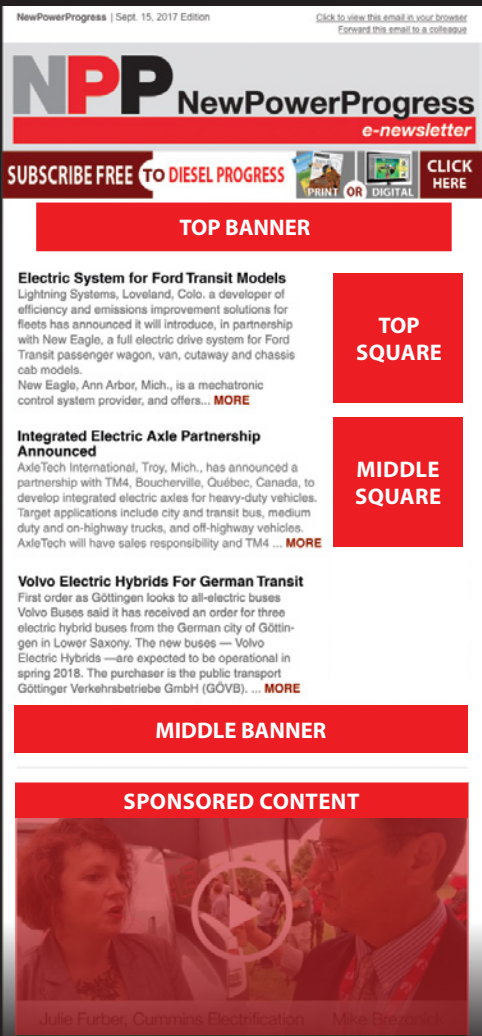 NewPowerProgress | Sept. 15, 2017 Edition
Click to view this email in your browser
Forward this email to a colleague
NPP NewPowerProgress
e-newsletter
SUBSCRIBE FREE TO DIESEL PROGRESS
PRINT OR DIGITAL
CLICK
HERE
TOP BANNER
Electric System for Ford Transit Models
Lightning Systems, Loveland, Colo. a developer of
efficiency and emissions improvement solutions for
fleets has announced it will introduce, in partnership
with New Eagle, a full electric drive system for Ford
Transit passenger wagon, van, cutaway and chassis
cab models.
New Eagle, Ann Arbor, Mich., is a mechatronic
control system provider, and offers... MORE
TOP
SQUARE
Integrated Electric Axle Partnership
Announced
AxleTech International, Troy, Mich., has announced a
partnership with TM4, Boucherville, Québec, Canada, to
develop integrated electric axles for heavy-duty vehicles.
Target applications include city and transit bus, medium
duty and on-highway trucks, and off-highway vehicles.
AxleTech will have sales responsibility and TM4 ... MORE
MIDDLE
SQUARE
Volvo Electric Hybrids For German Transit
First order as Göttingen looks to all-electric buses
Volvo Buses said it has received an order for three
electric hybrid buses from the German city of Göttin-
gen in Lower Saxony. The new buses — Volvo
Electric Hybrids —are expected to be operational in
spring 2018. The purchaser is the public transport
Göttinger Verkehrsbetriebe GmbH (GÖVB). ... MORE
MIDDLE BANNER
SPONSORED CONTENT
Julie Furber, Cummins Electrification
Mike Brezonick